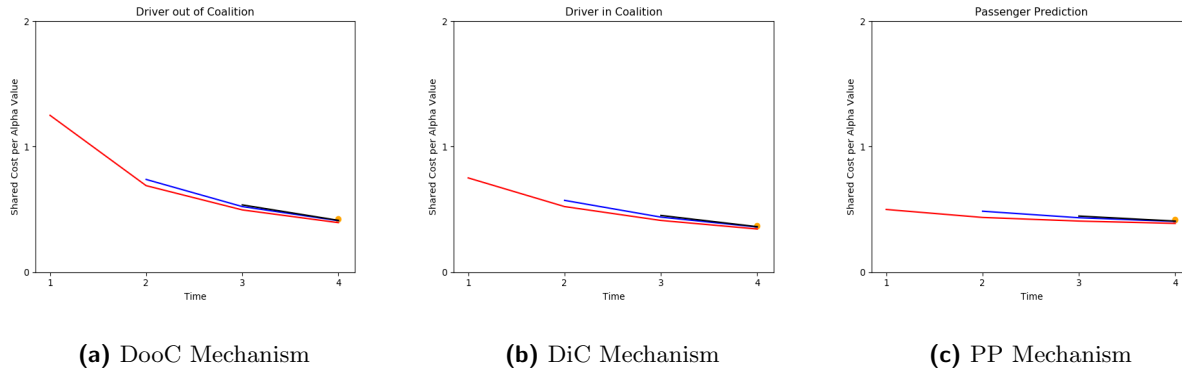 Driver out of Coalition
2
1
0
Shared Cost per Alpha Value
1 2 3 4
Time
Driver in Coalition
2
1
0
Shared Cost per Alpha Value
1 2 3 4
Time
Passenger Prediction
2
1
0
Shared Cost per Alpha Value
1 2 3 4
Time
(a) DooC Mechanism
(b) DiC Mechanism
(c) PP Mechanism